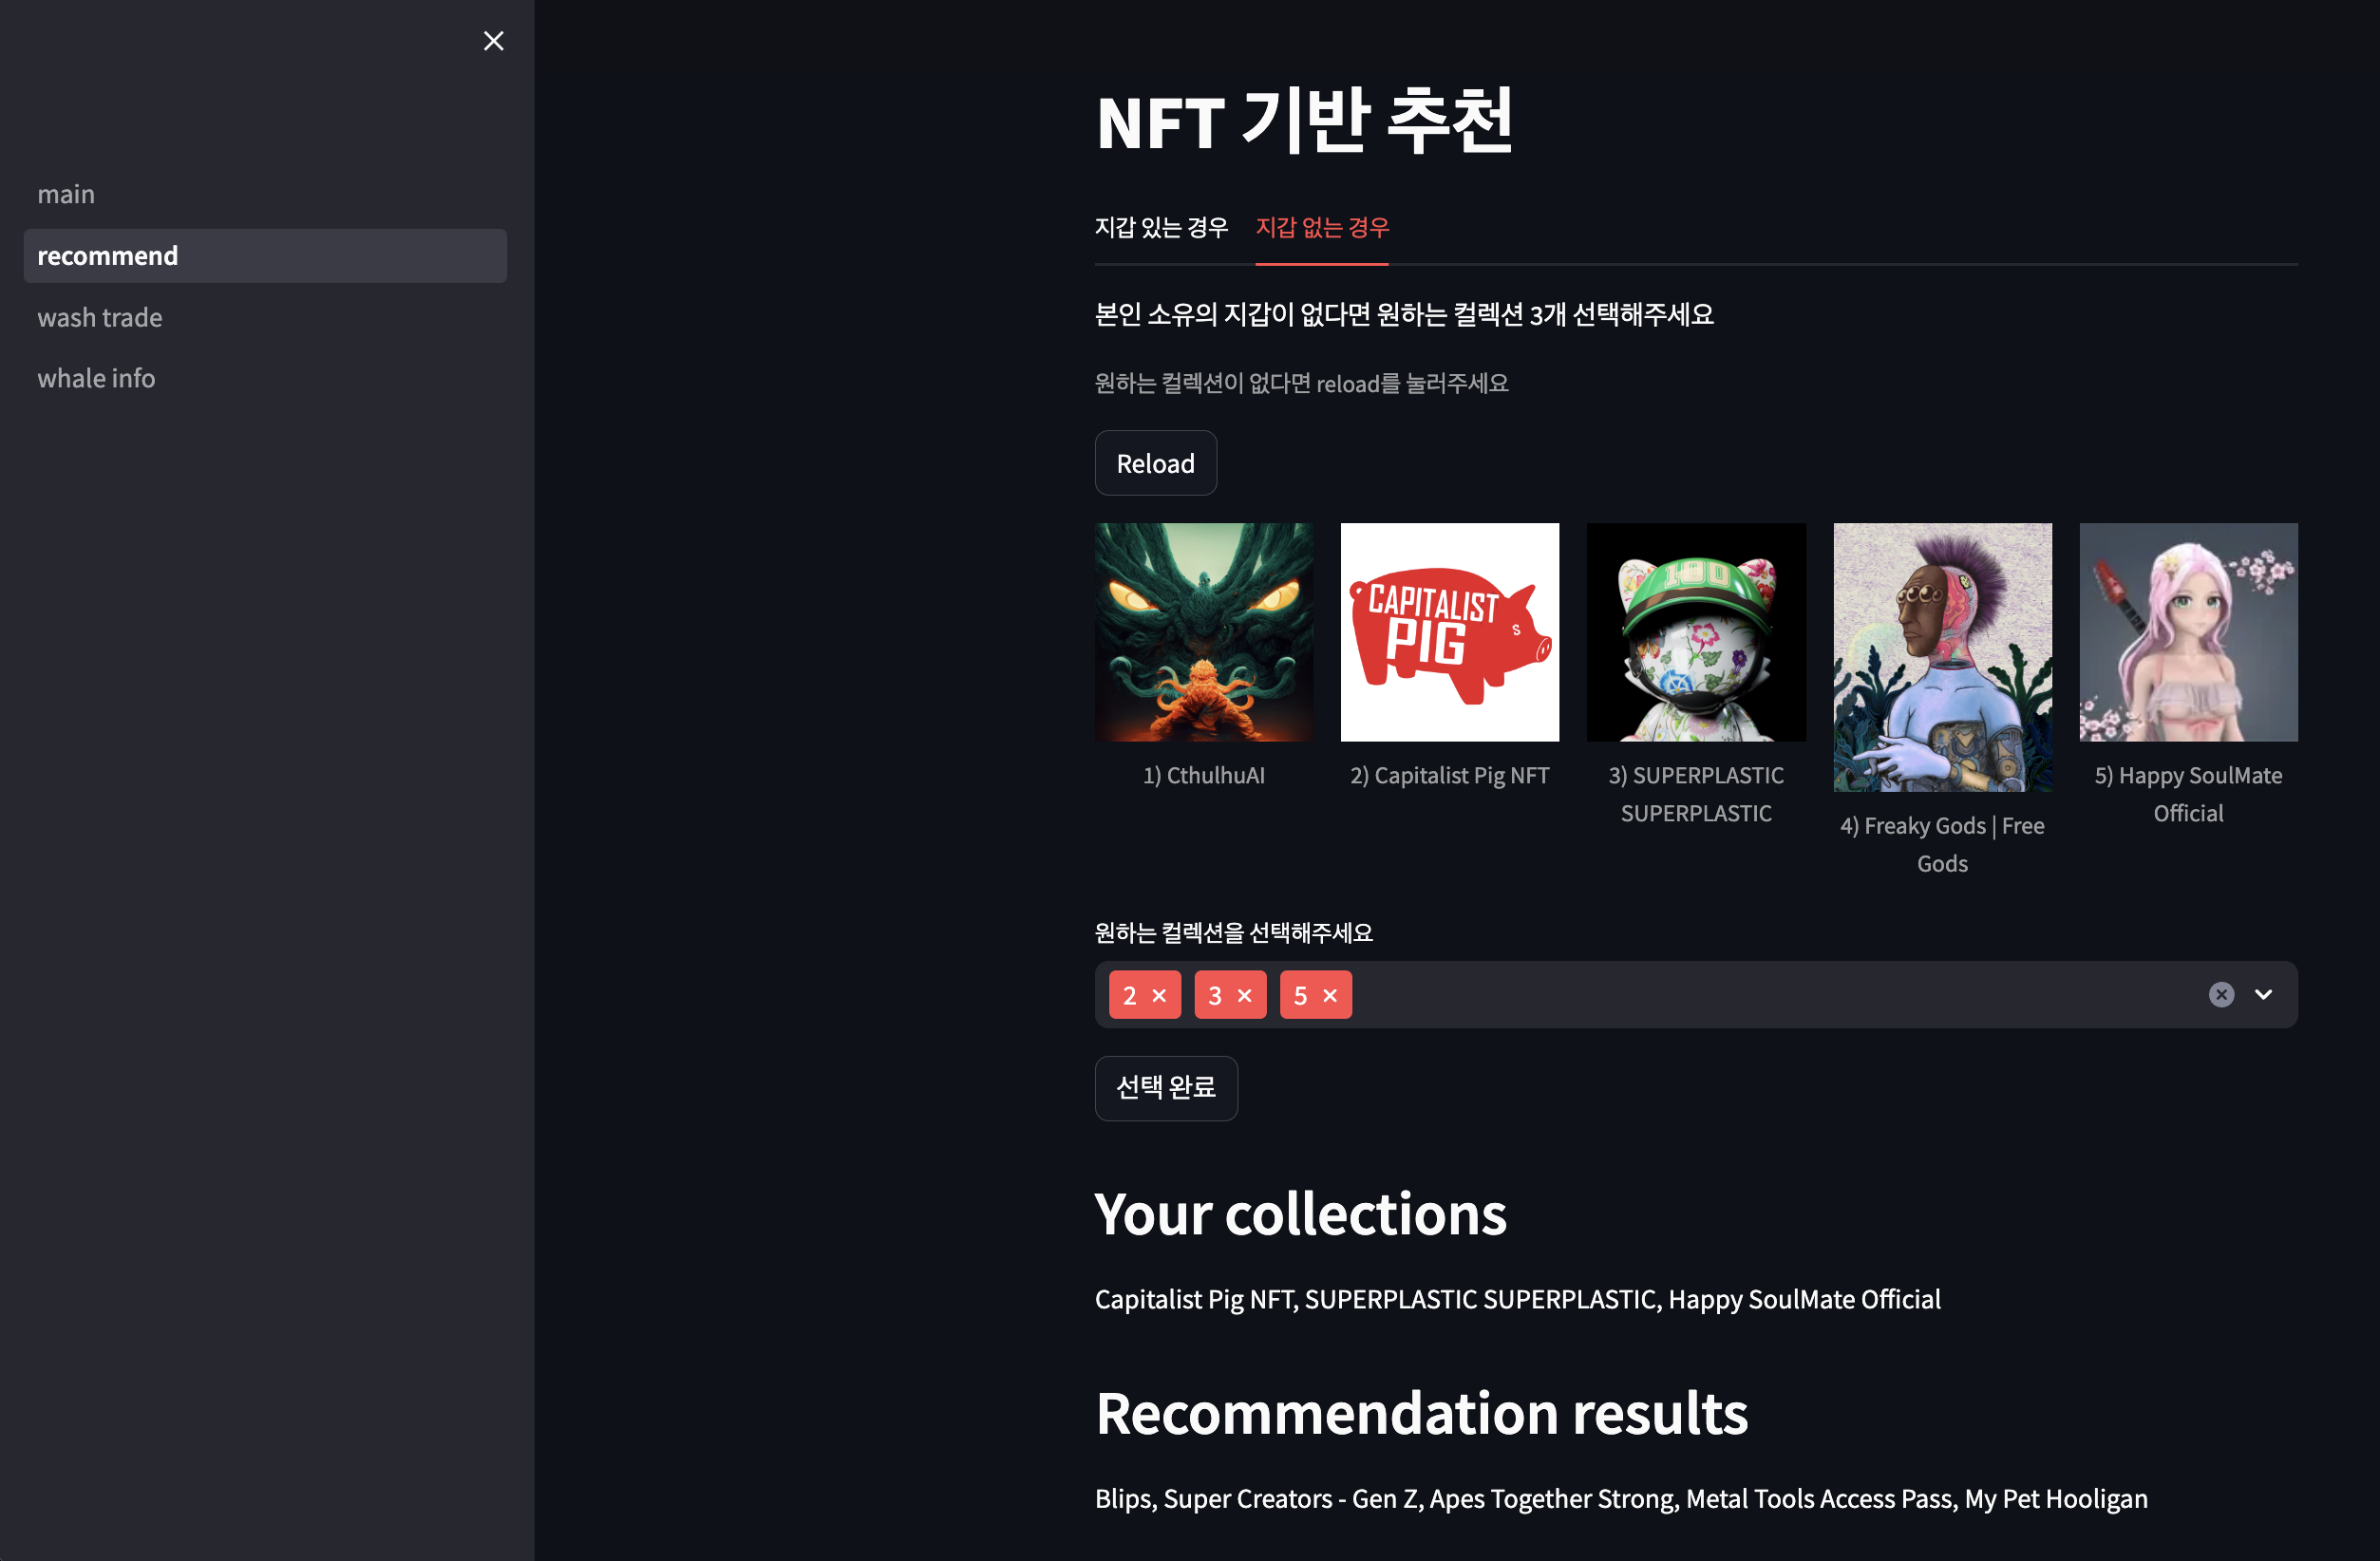 main
recommend
wash trade
whale info
NFT 기반 추천
지갑 있는 경우 지갑 없는 경우
본인 소유의 지갑이 없다면 원하는 컬렉션 3개 선택해주세요
원하는 컬렉션이 없다면 reload를 눌러주세요
Reload
100
CAPITALIST
PIG
S
1) CthulhuAI
2) Capitalist Pig NFT
3) SUPERPLASTIC
SUPERPLASTIC
4) Freaky Gods | Free
Gods
5) Happy SoulMate
Official
원하는 컬렉션을 선택해주세요
2 3 5
선택 완료
Your collections
Capitalist Pig NFT, SUPERPLASTIC SUPERPLASTIC, Happy SoulMate Official
Recommendation results
Blips, Super Creators - Gen Z, Apes Together Strong, Metal Tools Access Pass, My Pet Hooligan